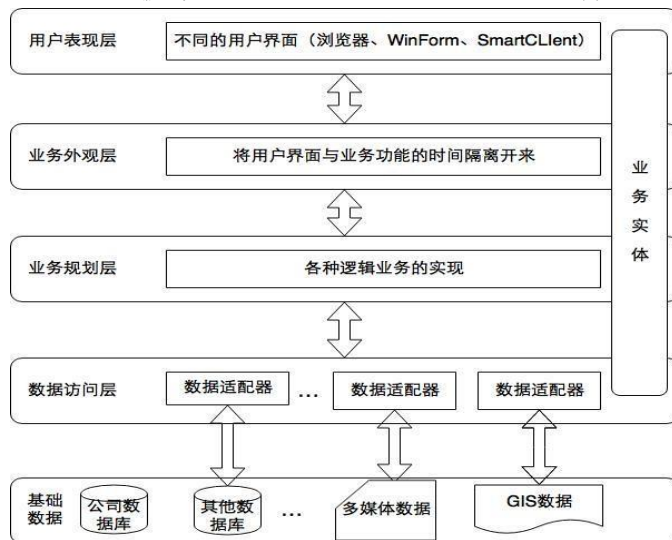 用户表现层
不同的用户界面（浏览器、WinForm、SmartCLIent）
业务外观层
将用户界面与业务功能的时间隔离开来
业务规划层
各种逻辑业务的实现
业务实体
数据访问层
数据适配器
...
数据适配器
数据适配器
基础
数据
公司数
据库
其他数
据库
...
多媒体数据
GIS数据